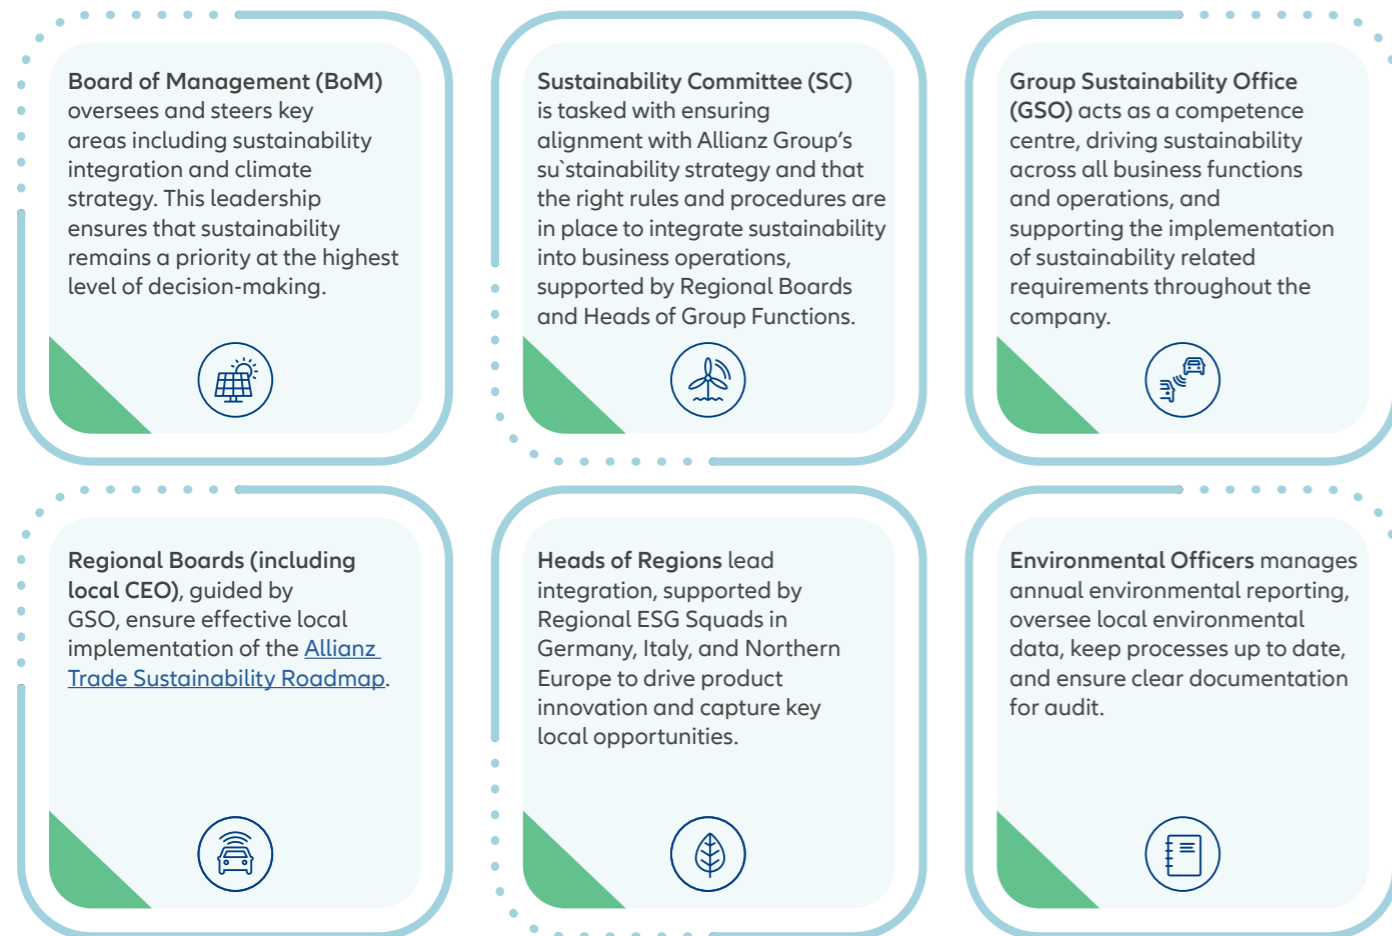 Board of Management (BoM)
oversees and steers key
areas including sustainability
integration and climate
strategy. This leadership
ensures that sustainability
remains a priority at the highest
level of decision-making.
Sustainability Committee (SC)
is tasked with ensuring
alignment with Allianz Group’s
su`stainability strategy and that
the right rules and procedures are
in place to integrate sustainability
into business operations,
supported by Regional Boards
and Heads of Group Functions.
Group Sustainability Office
(GSO) acts as a competence
centre, driving sustainability
across all business functions
and operations, and
supporting the implementation
of sustainability related
requirements throughout the
company.
Regional Boards (including
local CEO), guided by
GSO, ensure effective local
implementation of the Allianz
Trade Sustainability Roadmap.
Heads of Regions lead
integration, supported by
Regional ESG Squads in
Germany, Italy, and Northern
Europe to drive product
innovation and capture key
local opportunities.
Environmental Officers manages
annual environmental reporting,
oversee local environmental
data, keep processes up to date,
and ensure clear documentation
for audit.